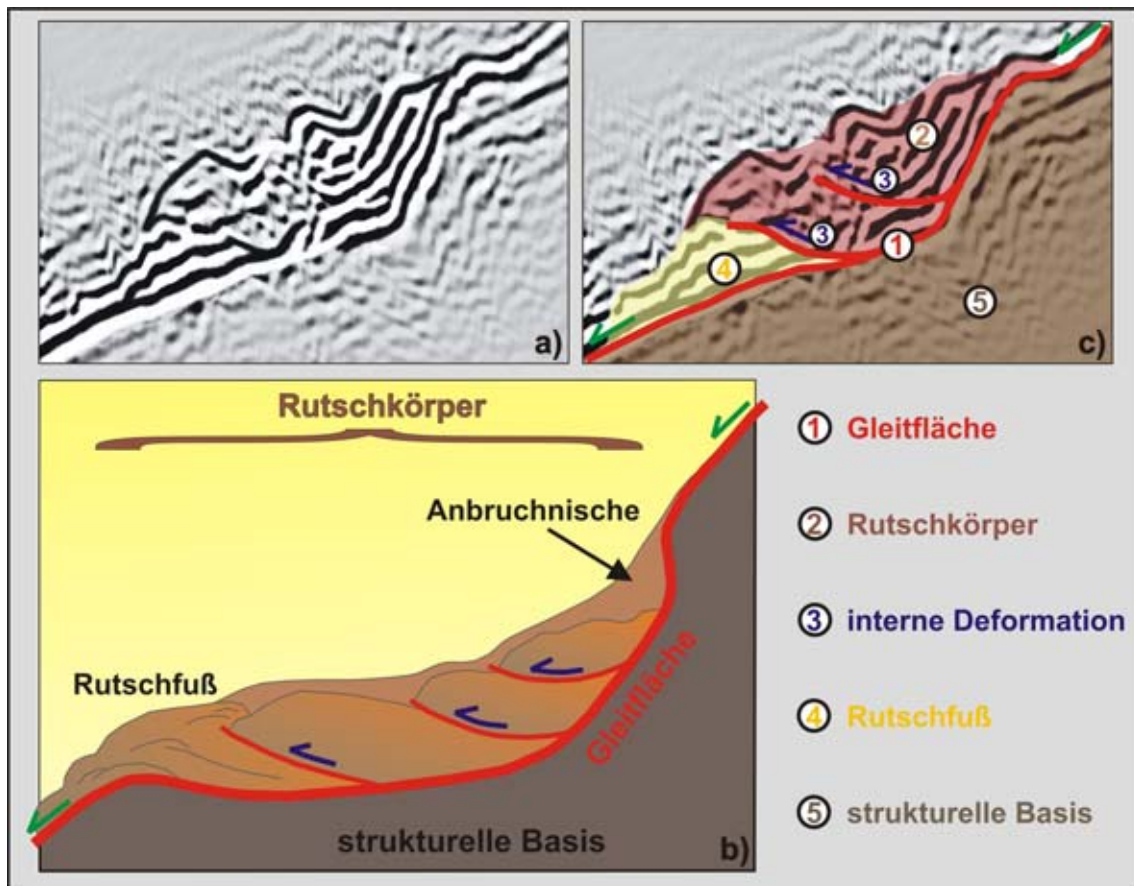 a)
2
3
3
1
4
5
c)
Rutschkörper
Anbruchnische
Rutschfuß
Gleitfläche
strukturelle Basis
b)
1 Gleitfläche
2 Rutschkörper
3 interne Deformation
4 Rutschfuß
5 strukturelle Basis